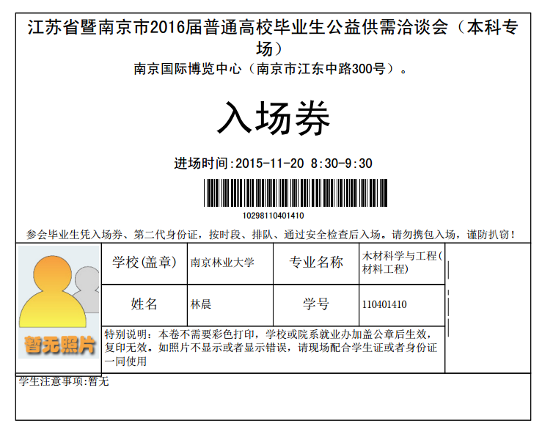 江苏省暨南京市2016届普通高校毕业生公益供需洽谈会（本科专
场）
南京国际博览中心（南京市江东中路300号）。
入场券
进场时间:2015-11-20 8:30-9:30
10298110401410
参会毕业生凭入场券、第二代身份证，按时段、排队、通过安全检查后入场。请勿携包入场，谨防扒窃！
学校(盖章) 南京林业大学 专业名称 木材科学与工程(
材料工程)
姓名 林晨 学号 110401410
暂无照片
特别说明：本卷不需要彩色打印，学校或院系就业办加盖公章后生效，
复印无效。如照片不显示或者显示错误，请现场配合学生证或者身份证
一同使用
学生注意事项:暂无